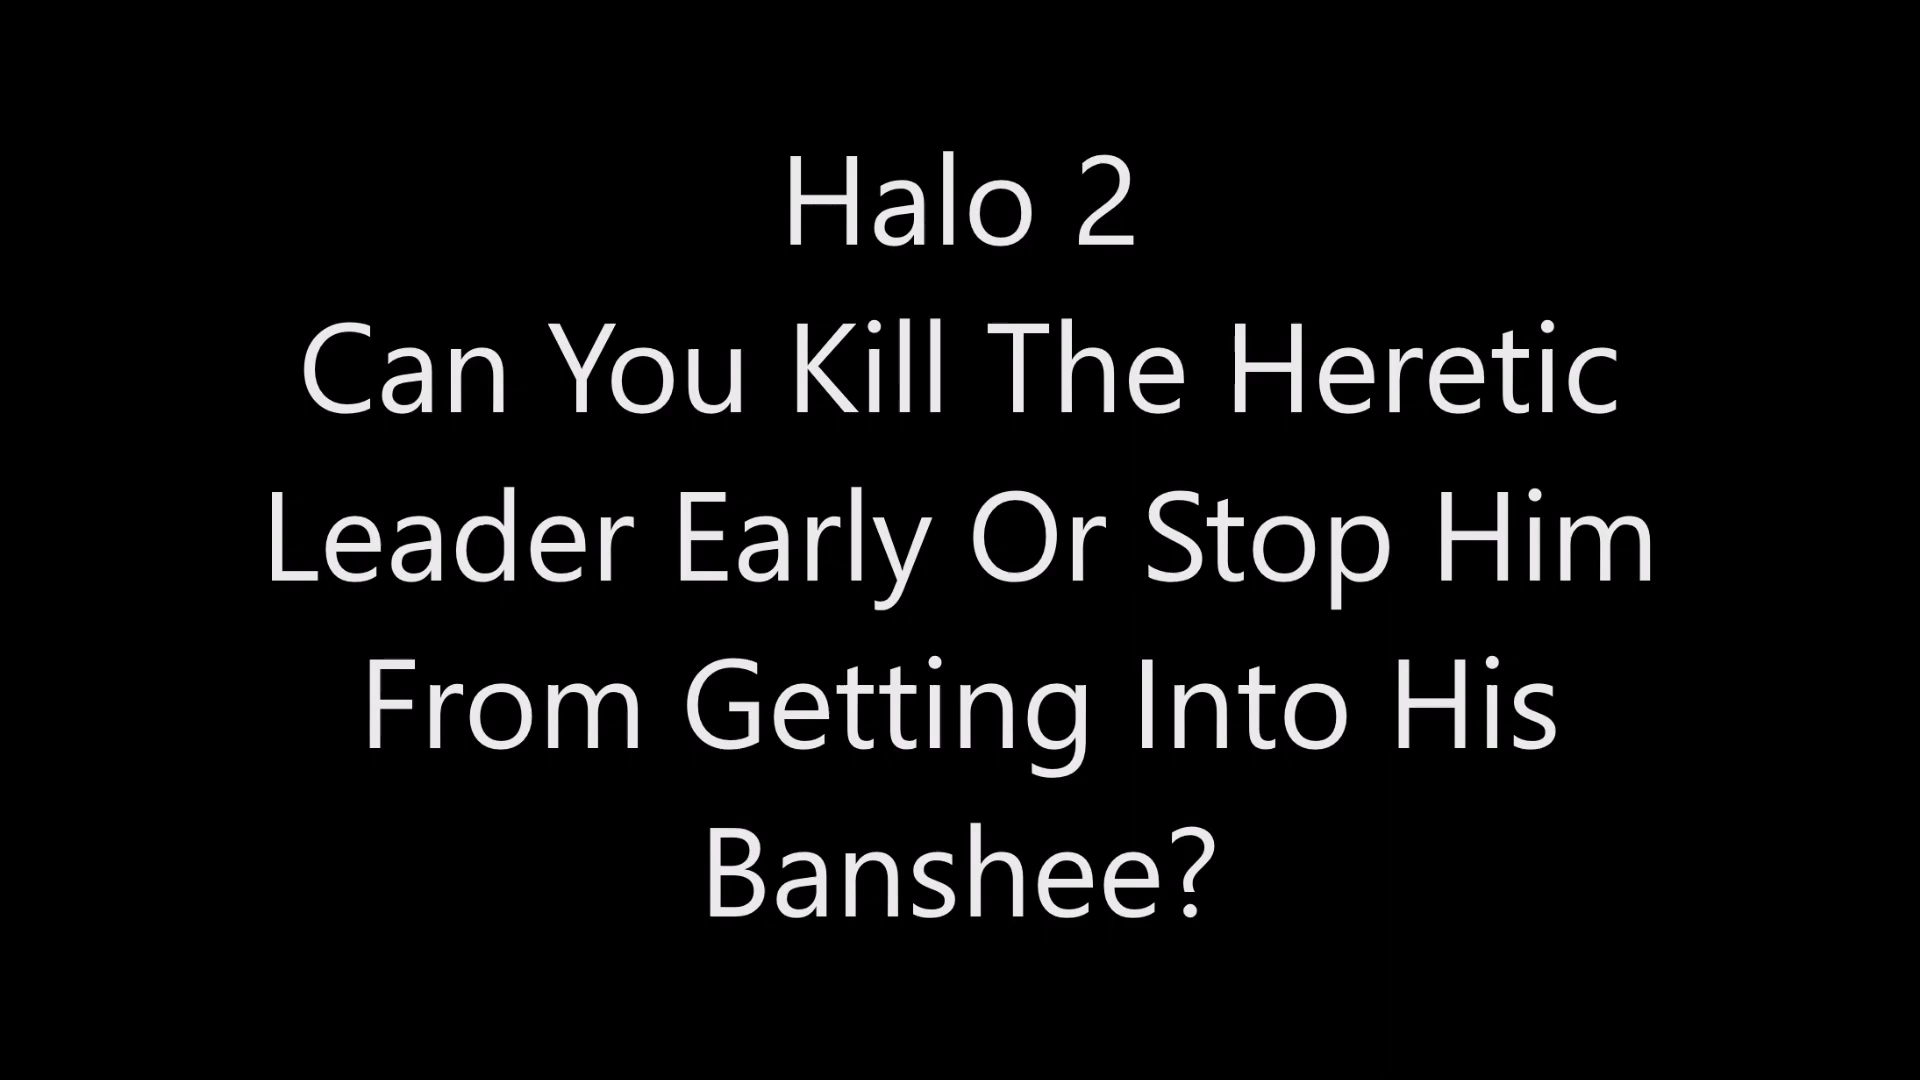 Halo 2
Can You Kill The Heretic
Leader Early Or Stop Him
From Getting Into His
Banshee?